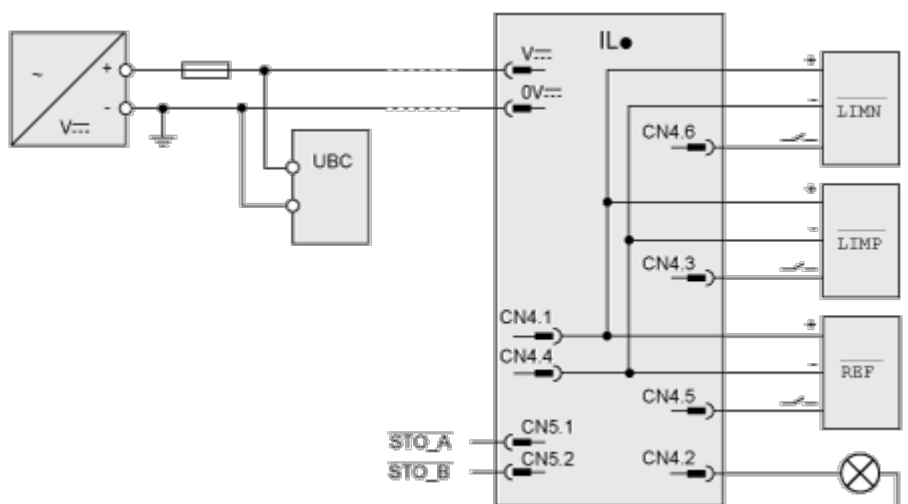 IL●
V⎓
0V⎓
~
+
-
V⎓
UBC
CN4.6
+
-
LIMN
CN4.3
+
-
LIMP
CN4.1
CN4.4
+
-
REF
CN4.5
STO_A
CN5.1
STO_B
CN5.2
CN4.2